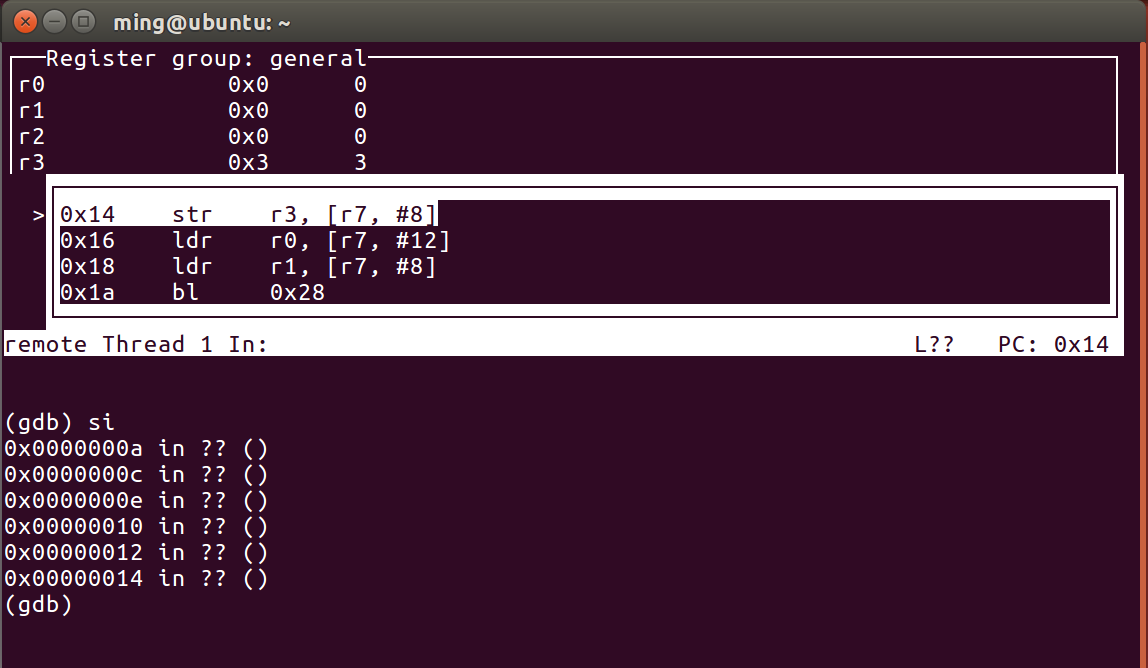 ming@ubuntu: ~
Register group: general
r0 0x0 0
r1 0x0 0
r2 0x0 0
r3 0x3 3
>0x14 str r3, [r7, #8]
0x16 ldr r0, [r7, #12]
0x18 ldr r1, [r7, #8]
0x1a bl 0x28
remote Thread 1 In: L?? PC: 0x14
(gdb) si
0x0000000a in ?? ()
0x0000000c in ?? ()
0x0000000e in ?? ()
0x00000010 in ?? ()
0x00000012 in ?? ()
0x00000014 in ?? ()
(gdb)